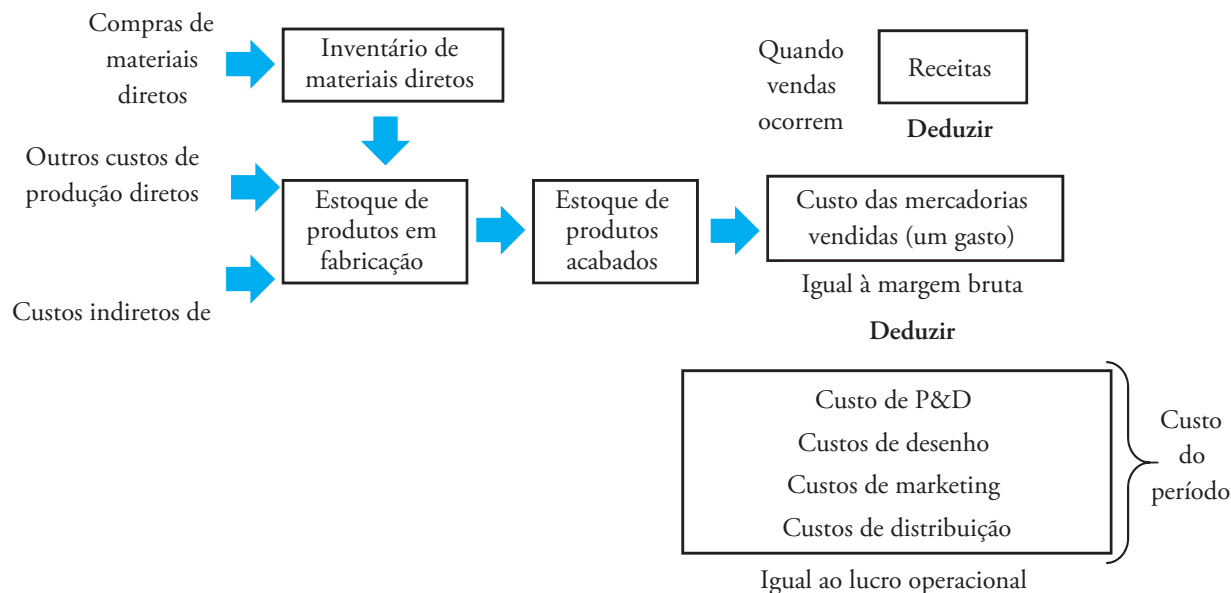 Compras de
materiais
diretos
Inventário de
materiais diretos
Quando
vendas
ocorrem
Receitas
Deduzir
Outros custos de
produção diretos
Estoque de
produtos em
fabricação
Estoque de
produtos
acabados
Custo das mercadorias
vendidas (um gasto)
Igual à margem bruta
Custos indiretos de
Deduzir
Custo de P&D
Custos de desenho
Custos de marketing
Custos de distribuição
Custo
do
período
Igual ao lucro operacional